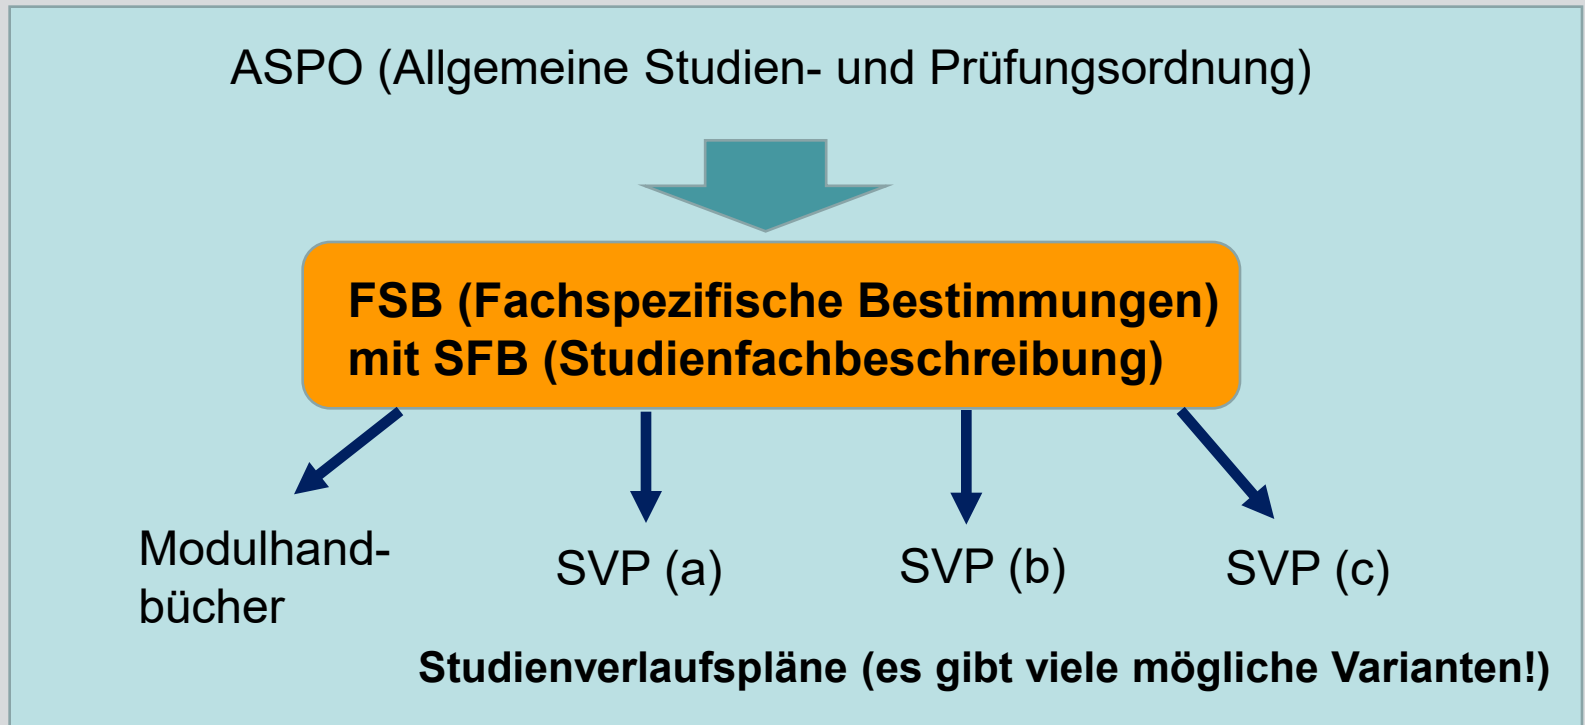 ASPO (Allgemeine Studien- und Prüfungsordnung)
FSB (Fachspezifische Bestimmungen)
mit SFB (Studienfachbeschreibung)
Modulhand-
bücher
SVP (a)
SVP (b)
SVP (c)
Studienverlaufspläne (es gibt viele mögliche Varianten!)